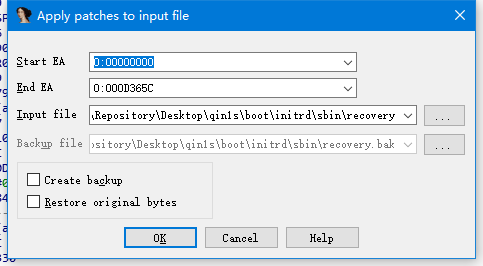 Apply patches to input file
Start EA
0:00000000
End EA
0:000D365C
Input file
\Repository\Desktop\qin1s\boot\initrd\sbin\recovery
...
Backup file
ository\Desktop\qin1s\boot\initrd\sbin\recovery.bak
...
Create backup
Restore original bytes
OK
Cancel
Help